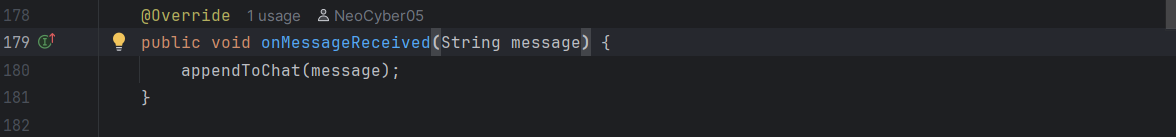 178 @Override 1 usage NeoCyber05
179 public void onMessageReceived(String message) {
180 appendToChat(message);
181 }
182